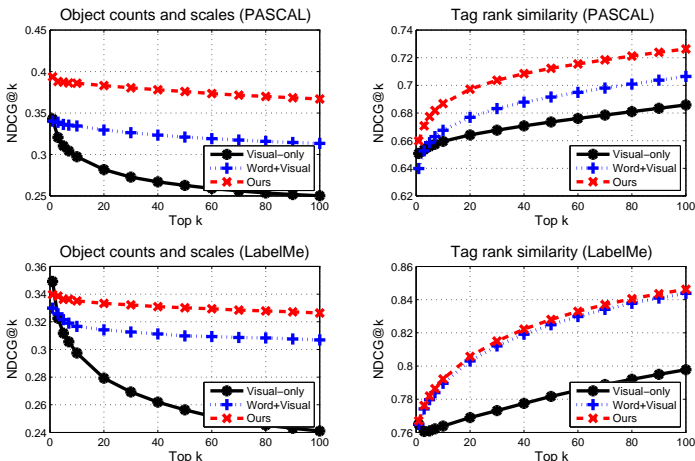 Object counts and scales (PASCAL)
NDCG@k
0.45
0.4
0.35
0.3
0.25
0 20 40 60 80 100
Top k
Visual−only
Word+Visual
Ours
Tag rank similarity (PASCAL)
NDCG@k
0.74
0.72
0.7
0.68
0.66
0.64
0.62
0 20 40 60 80 100
Top k
Visual−only
Word+Visual
Ours
Object counts and scales (LabelMe)
NDCG@k
0.36
0.34
0.32
0.3
0.28
0.26
0.24
0 20 40 60 80 100
Top k
Visual−only
Word+Visual
Ours
Tag rank similarity (LabelMe)
NDCG@k
0.86
0.84
0.82
0.8
0.78
0.76
0 20 40 60 80 100
Top k
Visual−only
Word+Visual
Ours